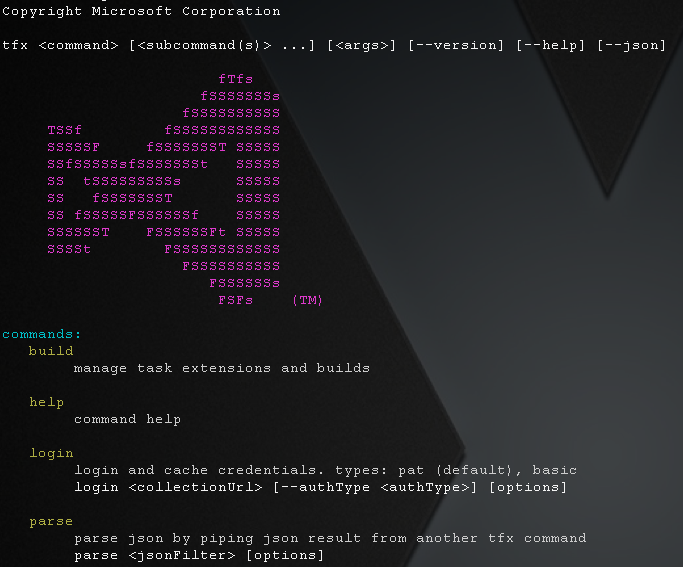 Copyright Microsoft Corporation
tfx <command> [<subcommand(s)> ...] [<args>] [--version] [--help] [--json]
                        fTfs
                      fSSSSSSSs
                    fSSSSSSSSSS
     TSSf         fSSSSSSSSSSSS
     SSSSSF     fSSSSSSST SSSSS
     SSfSSSSSsfSSSSSSSt   SSSSS
     SS  tSSSSSSSSSs      SSSSS
     SS   fSSSSSSST       SSSSS
     SS fSSSSSFSSSSSSf    SSSSS
     SSSSSST    FSSSSSSFt SSSSS
     SSSSt        FSSSSSSSSSSSS
                    FSSSSSSSSSS
                       FSSSSSSs
                        FSFs    (TM)
commands:
   build
        manage task extensions and builds
   help
        command help
   login
        login and cache credentials. types: pat (default), basic
        login <collectionUrl> [--authType <authType>] [options]
   parse
        parse json by piping json result from another tfx command
        parse <jsonFilter> [options]